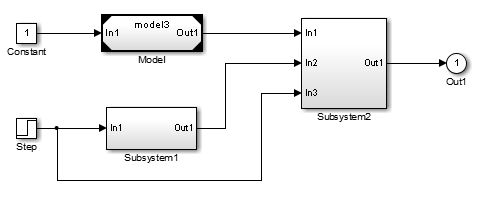 1
Constant
model3
In1
Out1
Model
In1
In2
In3
Out1
Subsystem2
1
Out1
Step
In1
Out1
Subsystem1